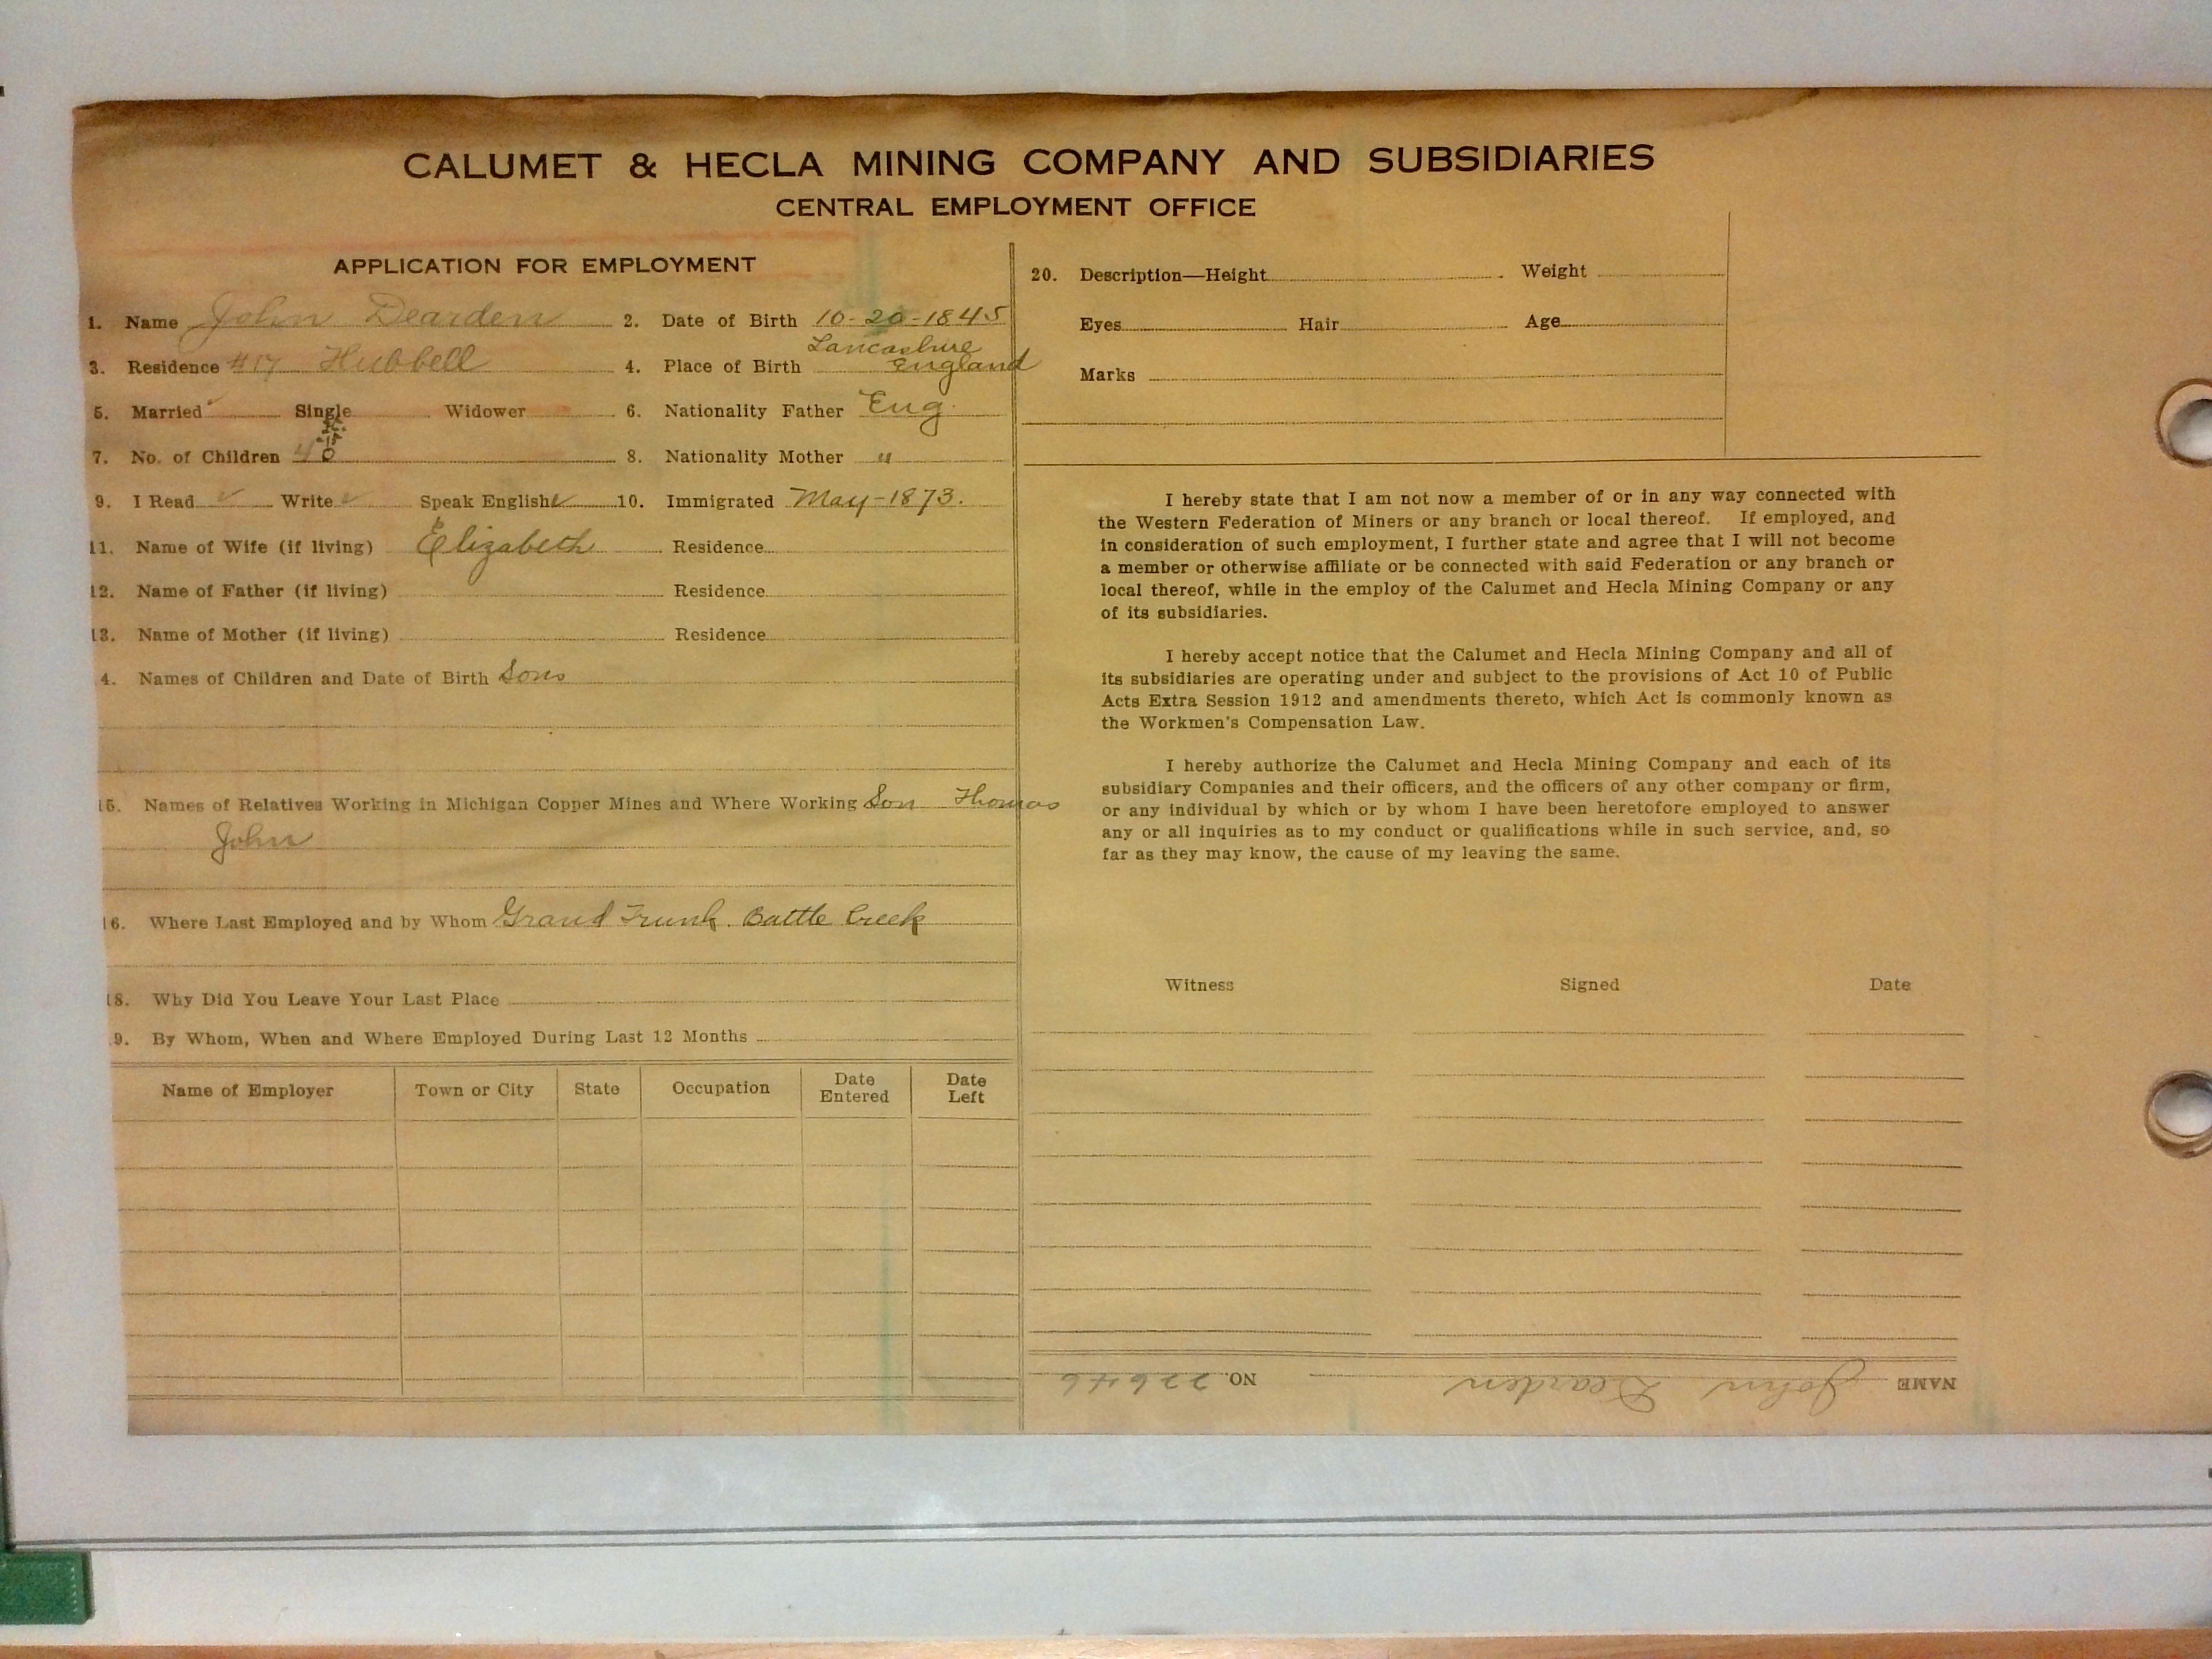 CALUMET & HECLA MINING COMPANY AND SUBSIDIARIES
CENTRAL EMPLOYMENT OFFICE
APPLICATION FOR EMPLOYMENT
1. Name John Dearden 2. Date of Birth 10-20-1845
3. Residence #17 Hubbell 4. Place of Birth Lancashire England
5. Married ✓ Single Widower 6. Nationality Father Eng.
7. No. of Children 8. Nationality Mother "
9. I Read ✓ Write ✓ Speak English ✓ 10. Immigrated May-1873.
11. Name of Wife (if living) Elizabeth Residence
12. Name of Father (if living) Residence
13. Name of Mother (if living) Residence
4. Names of Children and Date of Birth Sons
15. Names of Relatives Working in Michigan Copper Mines and Where Working Son Thomas
John
16. Where Last Employed and by Whom Grand Trunk. Battle Creek
18. Why Did You Leave Your Last Place
9. By Whom, When and Where Employed During Last 12 Months
Name of Employer Town or City State Occupation Date Entered Date Left
20. Description—Height Weight
Eyes Hair Age
Marks
I hereby state that I am not now a member of or in any way connected with
the Western Federation of Miners or any branch or local thereof. If employed, and
in consideration of such employment, I further state and agree that I will not become
a member or otherwise affiliate or be connected with said Federation or any branch or
local thereof, while in the employ of the Calumet and Hecla Mining Company or any
of its subsidiaries.
I hereby accept notice that the Calumet and Hecla Mining Company and all of
its subsidiaries are operating under and subject to the provisions of Act 10 of Public
Acts Extra Session 1912 and amendments thereto, which Act is commonly known as
the Workmen's Compensation Law.
I hereby authorize the Calumet and Hecla Mining Company and each of its
subsidiary Companies and their officers, and the officers of any other company or firm,
or any individual by which or by whom I have been heretofore employed to answer
any or all inquiries as to my conduct or qualifications while in such service, and, so
far as they may know, the cause of my leaving the same.
Witness Signed Date
NAME John Dearden NO. 22646